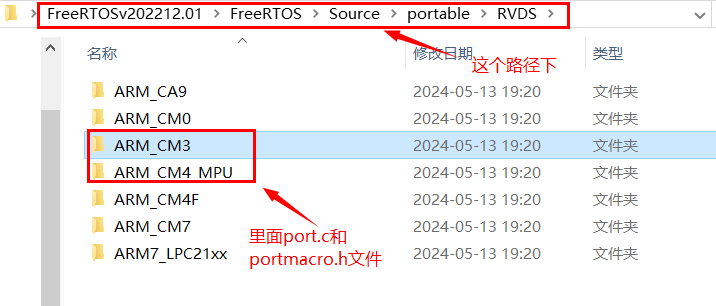 FreeRTOSv202212.01 > FreeRTOS > Source > portable > RVDS >
这个路径下
名称 修改日期 类型
ARM_CA9 2024-05-13 19:20 文件夹
ARM_CM0 2024-05-13 19:20 文件夹
ARM_CM3 2024-05-13 19:20 文件夹
ARM_CM4_MPU 2024-05-13 19:20 文件夹
ARM_CM4F 2024-05-13 19:20 文件夹
ARM_CM7 2024-05-13 19:20 文件夹
ARM7_LPC21xx 2024-05-13 19:20 文件夹
里面port.c和
portmacro.h文件